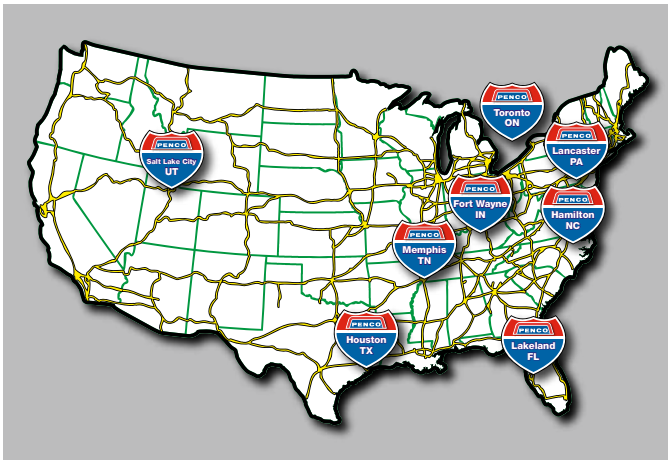 PENCO
Toronto
ON
PENCO
Salt Lake City
UT
PENCO
Lancaster
PA
PENCO
Fort Wayne
IN
PENCO
Hamilton
NC
PENCO
Memphis
TN
PENCO
Houston
TX
PENCO
Lakeland
FL